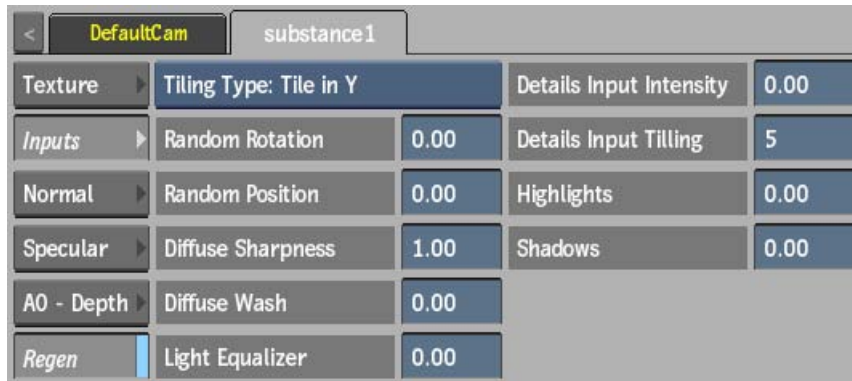 < DefaultCam substance1
Texture Tiling Type: Tile in Y Details Input Intensity 0.00
Inputs Random Rotation 0.00 Details Input Tilling 5
Normal Random Position 0.00 Highlights 0.00
Specular Diffuse Sharpness 1.00 Shadows 0.00
AO - Depth Diffuse Wash 0.00
Regen Light Equalizer 0.00